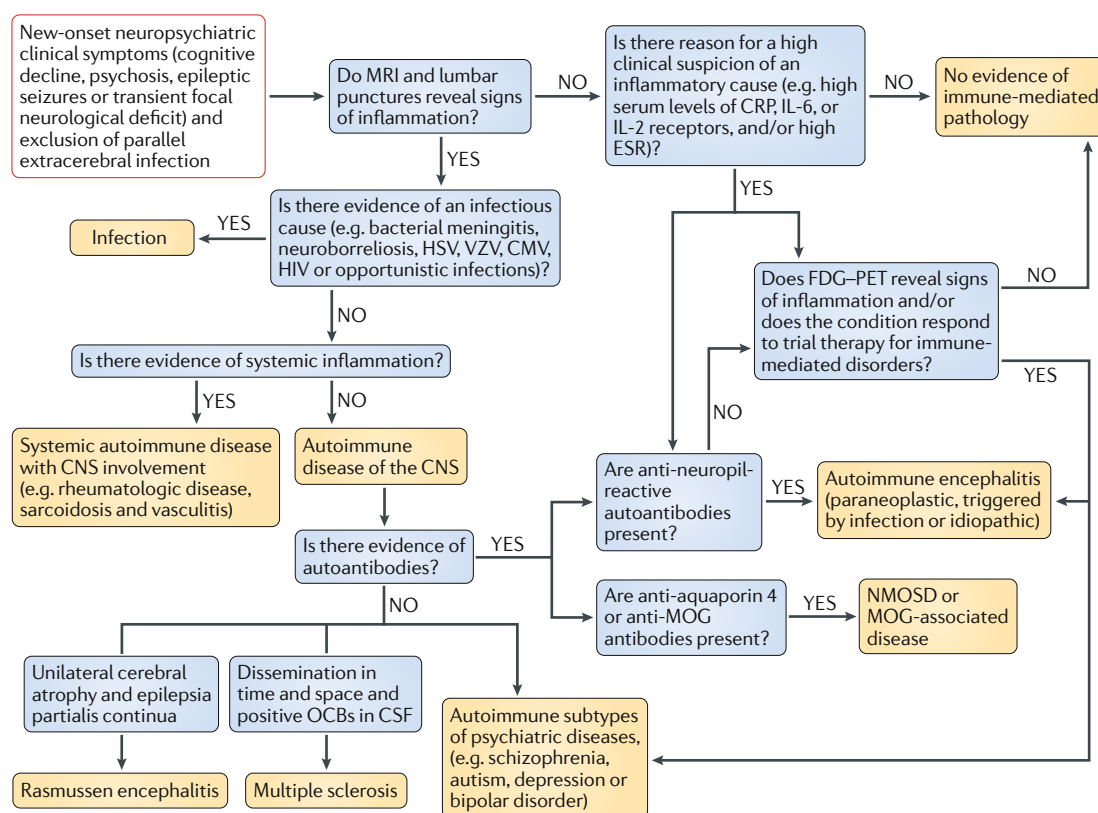 New-onset neuropsychiatric
clinical symptoms (cognitive
decline, psychosis, epileptic
seizures or transient focal
neurological deficit) and
exclusion of parallel
extracerebral infection
Do MRI and lumbar
punctures reveal signs
of inflammation?
NO
Is there reason for a high
clinical suspicion of an
inflammatory cause (e.g. high
serum levels of CRP, IL-6, or
IL-2 receptors, and/or high
ESR)?
NO
No evidence of
immune-mediated
pathology
YES
YES
Is there evidence of an infectious
cause (e.g. bacterial meningitis,
neuroborreliosis, HSV, VZV, CMV,
HIV or opportunistic infections)?
YES
Infection
Does FDG–PET reveal signs
of inflammation and/or
does the condition respond
to trial therapy for immune-
mediated disorders?
NO
YES
NO
Is there evidence of systemic inflammation?
YES
NO
NO
Systemic autoimmune disease
with CNS involvement
(e.g. rheumatologic disease,
sarcoidosis and vasculitis)
Autoimmune
disease of the CNS
Are anti-neuropil-
reactive
autoantibodies
present?
YES
Autoimmune encephalitis
(paraneoplastic, triggered
by infection or idiopathic)
Is there evidence of
autoantibodies?
YES
NO
Are anti-aquaporin 4
or anti-MOG
antibodies present?
YES
NMOSD or
MOG-associated
disease
Unilateral cerebral
atrophy and epilepsia
partialis continua
Dissemination in
time and space and
positive OCBs in CSF
Autoimmune subtypes
of psychiatric diseases,
(e.g. schizophrenia,
autism, depression or
bipolar disorder)
Rasmussen encephalitis
Multiple sclerosis